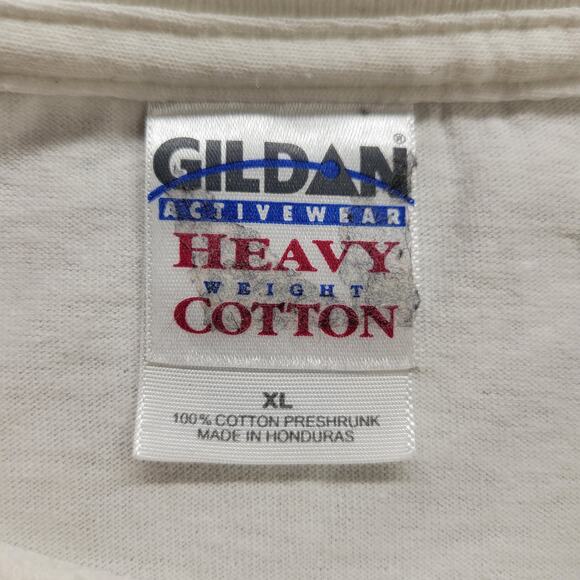 GILDAN®
ACTIVEWEAR
HEAVY
WEIGHT
COTTON
XL
100% COTTON PRESHRUNK
MADE IN HONDURAS